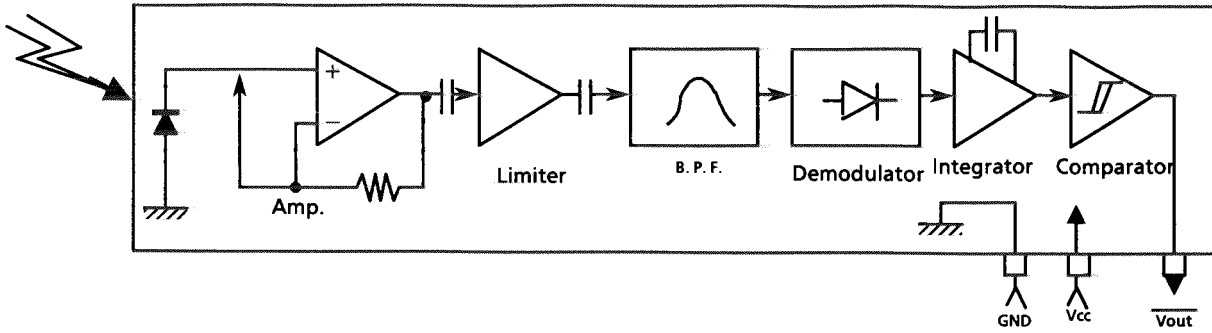 +
−
Amp.
Limiter
B. P. F.
Demodulator
Integrator
Comparator
GND
Vcc
Vout